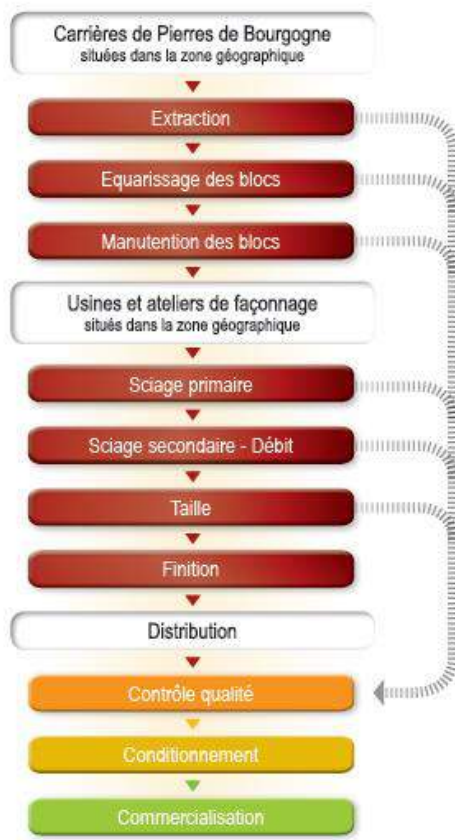 Carrières de Pierres de Bourgogne
situées dans la zone géographique
Extraction
Equarissage des blocs
Manutention des blocs
Usines et ateliers de façonnage
situés dans la zone géographique
Sciage primaire
Sciage secondaire - Débit
Taille
Finition
Distribution
Contrôle qualité
Conditionnement
Commercialisation